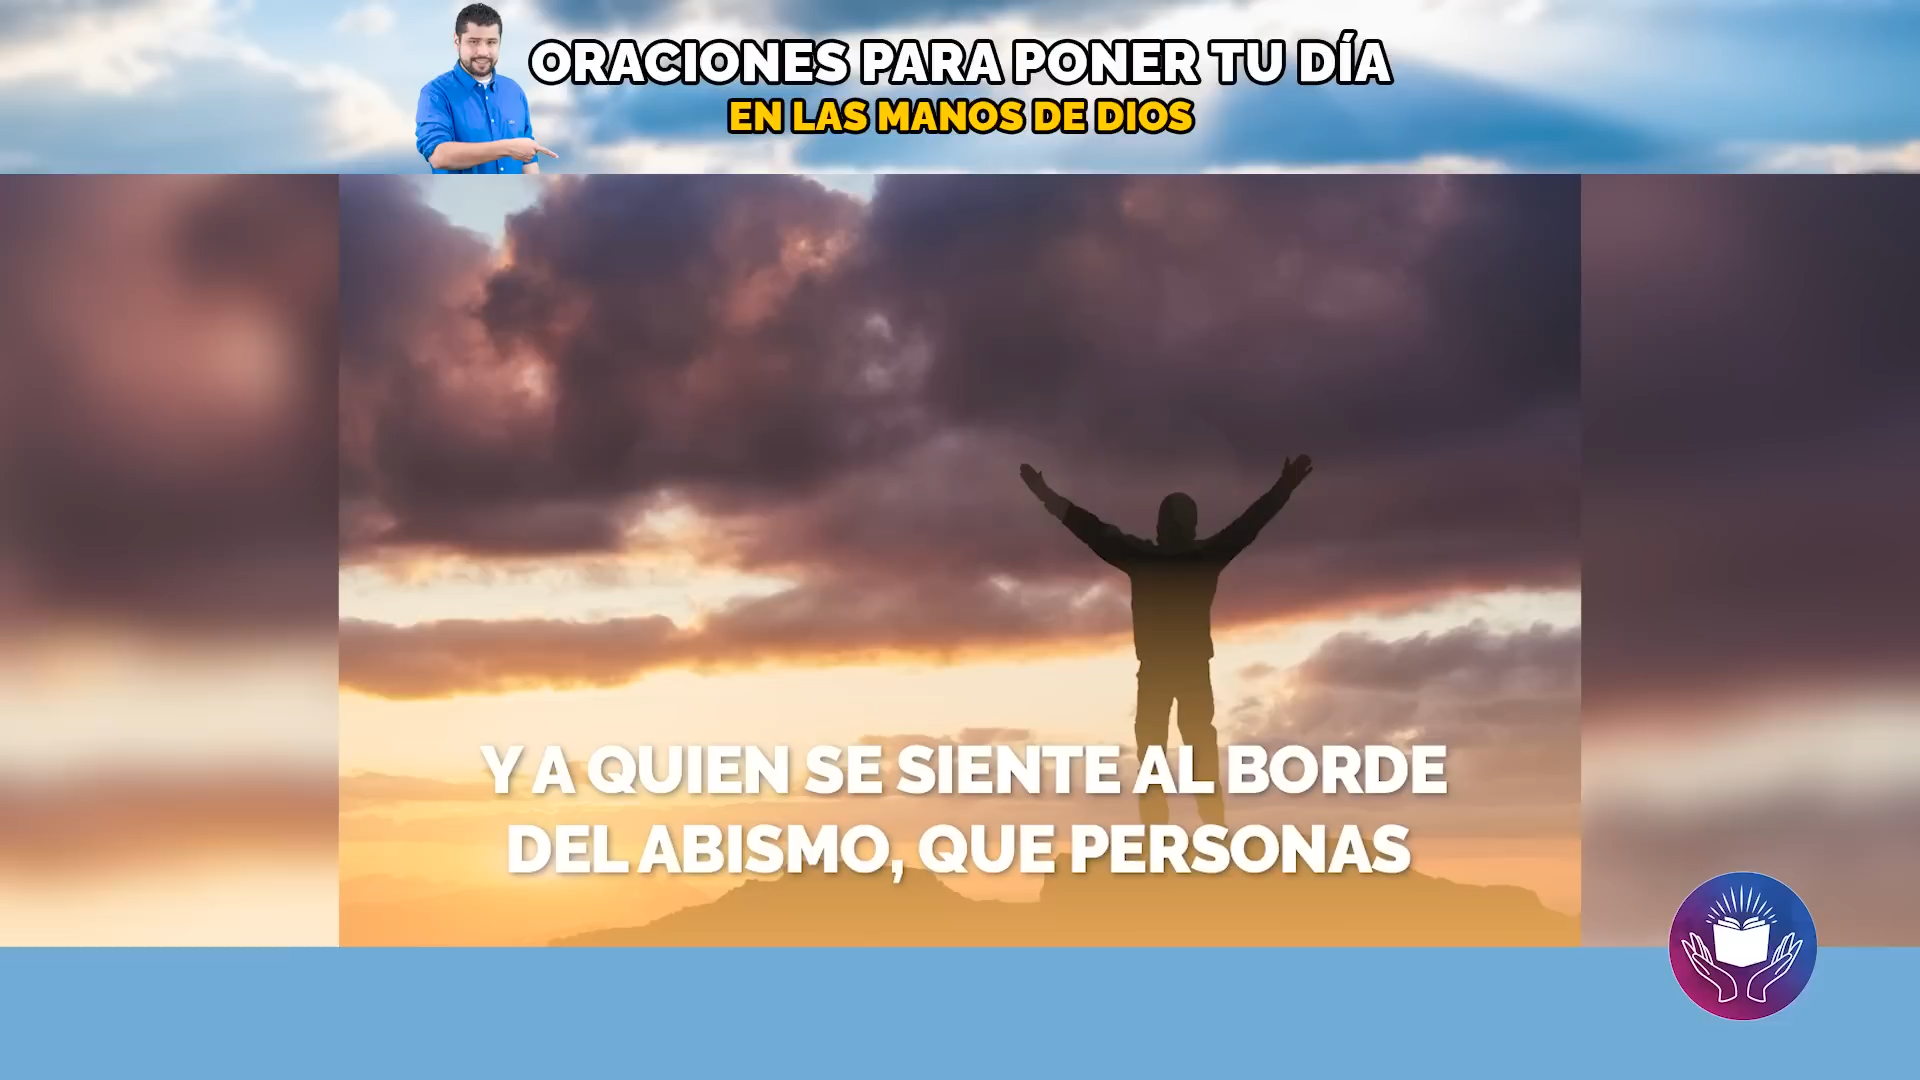 ORACIONES PARA PONER TU DÍA
EN LAS MANOS DE DIOS
Y A QUIEN SE SIENTE AL BORDE
DEL ABISMO, QUE PERSONAS